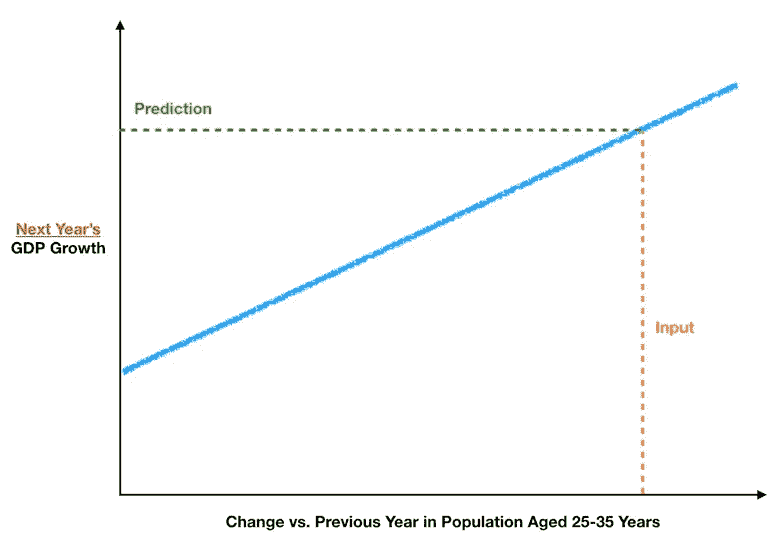 Prediction
Next Year's
GDP Growth
Input
Change vs. Previous Year in Population Aged 25-35 Years